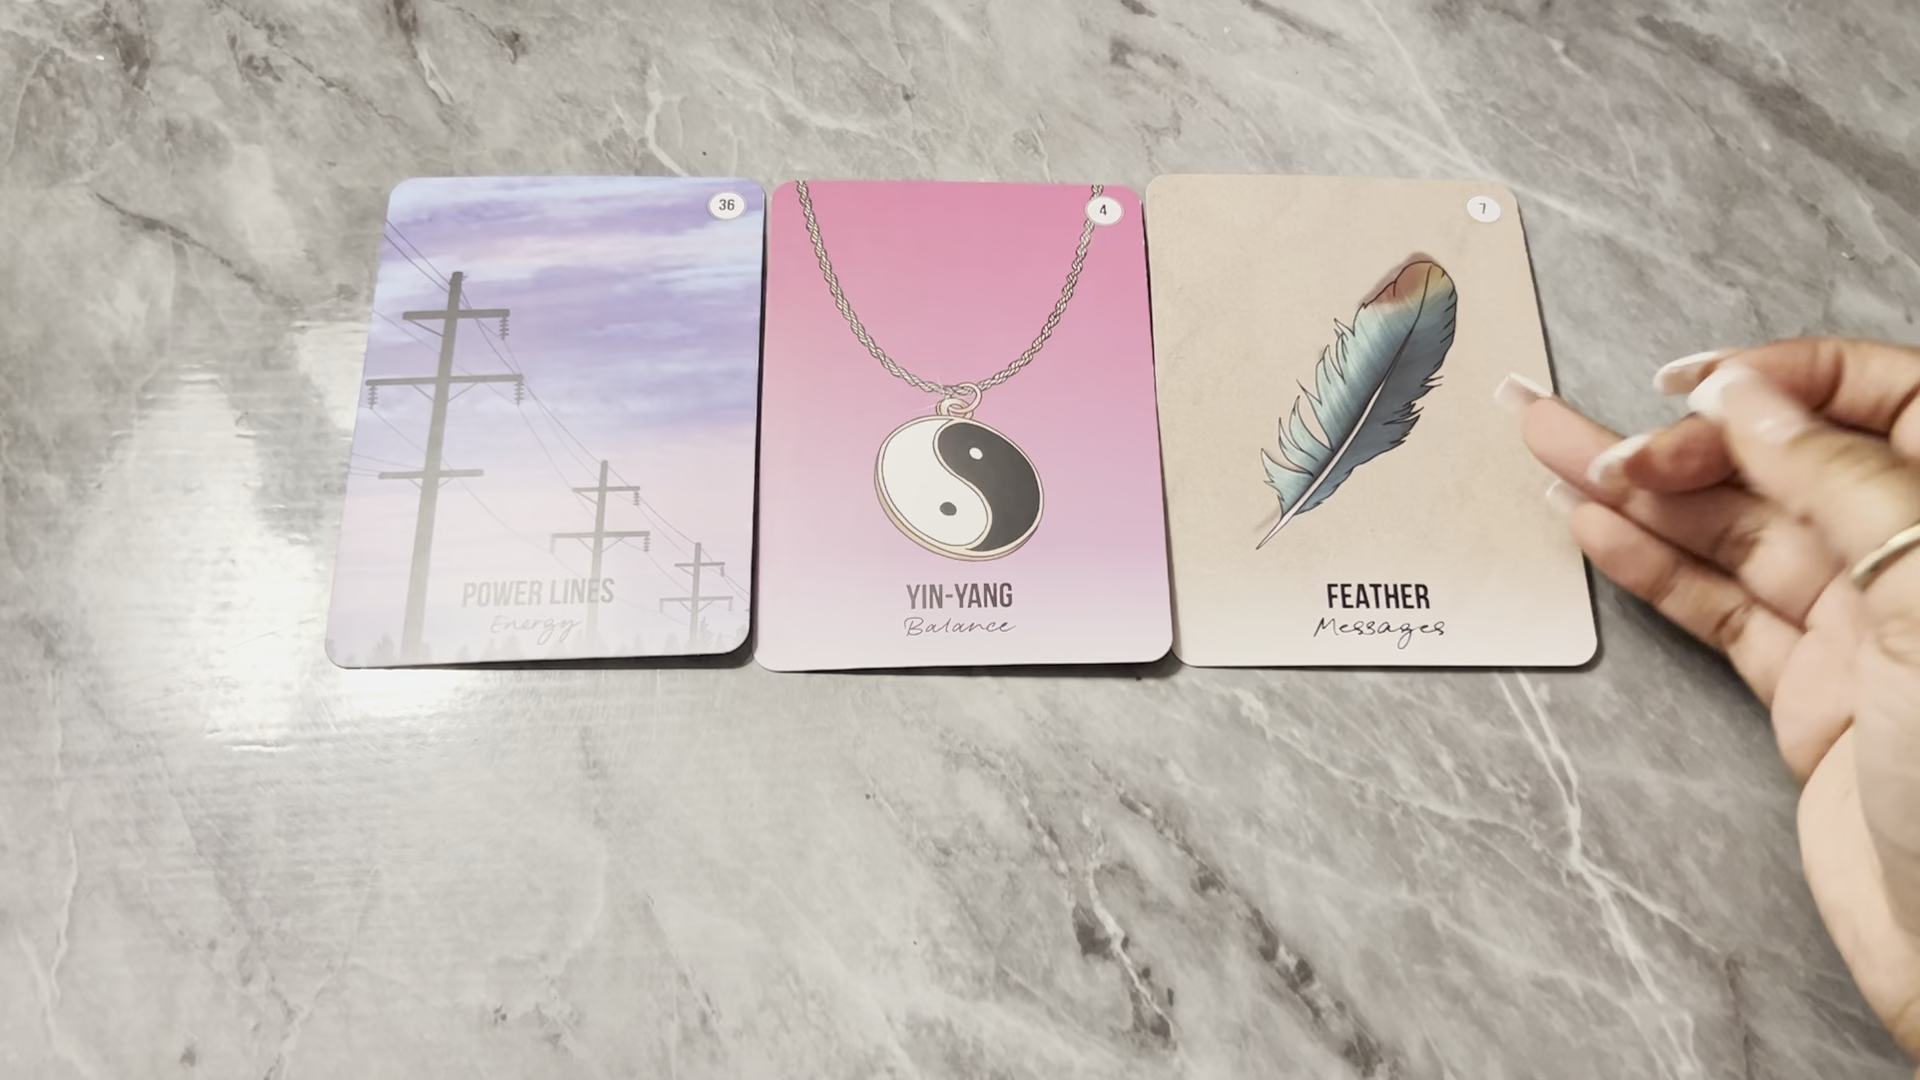 36
POWER LINES
Energy
4
YIN-YANG
Balance
7
FEATHER
Messages